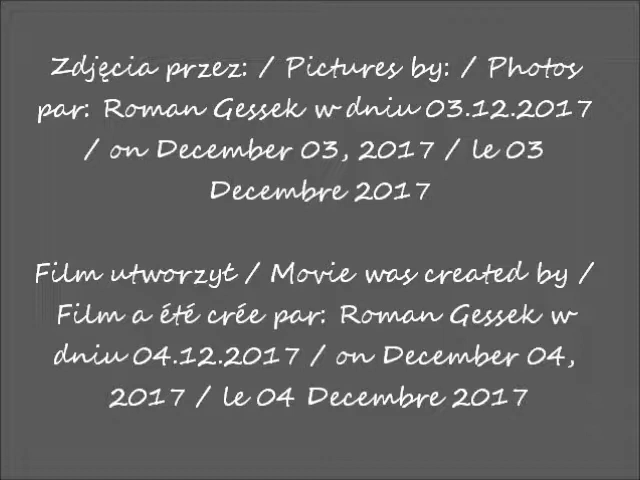 Zdjęcia przez: / Pictures by: / Photos
par: Roman Gessek w dniu 03.12.2017
/ on December 03, 2017 / le 03
Decembre 2017
Film utworzył / Movie was created by /
Film a été crée par: Roman Gessek w
dniu 04.12.2017 / on December 04,
2017 / le 04 Decembre 2017